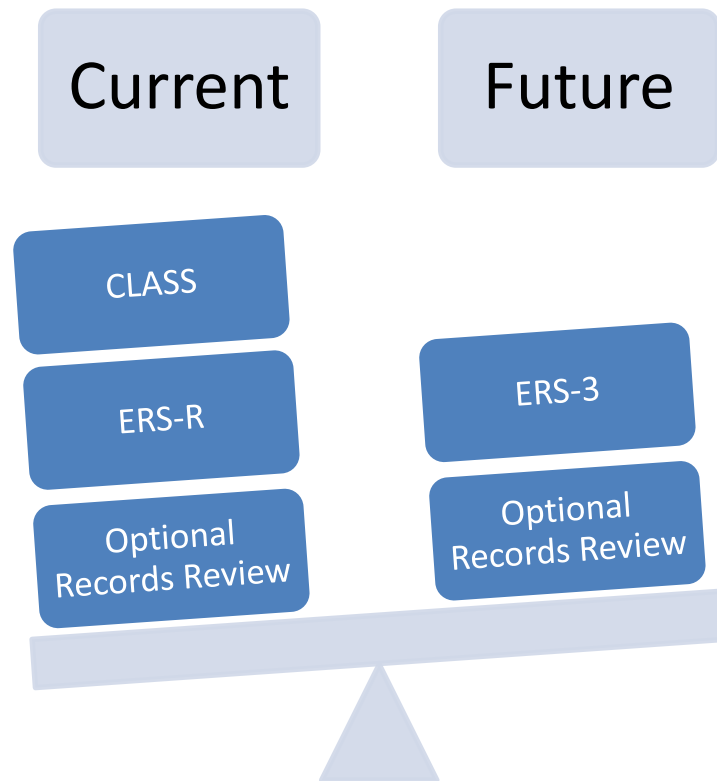 Current
Future
CLASS
ERS-R
Optional
Records Review
ERS-3
Optional
Records Review